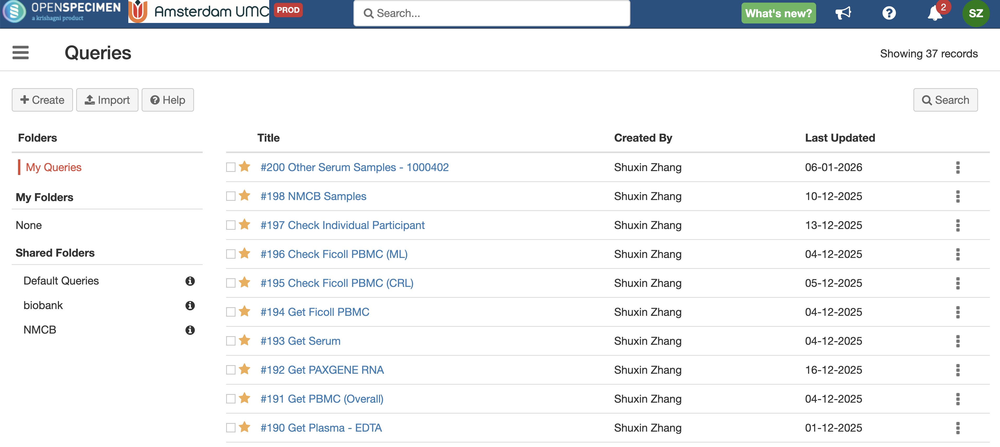 OPENSPECIMEN
a krishagni product
Amsterdam UMC
PROD
Search...
What's new?
2
SZ
Queries
Showing 37 records
Create
Import
Help
Search
Folders
My Queries
My Folders
None
Shared Folders
Default Queries
biobank
NMCB
Title Created By Last Updated
#200 Other Serum Samples - 1000402 Shuxin Zhang 06-01-2026
#198 NMCB Samples Shuxin Zhang 10-12-2025
#197 Check Individual Participant Shuxin Zhang 13-12-2025
#196 Check Ficoll PBMC (ML) Shuxin Zhang 04-12-2025
#195 Check Ficoll PBMC (CRL) Shuxin Zhang 05-12-2025
#194 Get Ficoll PBMC Shuxin Zhang 04-12-2025
#193 Get Serum Shuxin Zhang 04-12-2025
#192 Get PAXGENE RNA Shuxin Zhang 16-12-2025
#191 Get PBMC (Overall) Shuxin Zhang 04-12-2025
#190 Get Plasma - EDTA Shuxin Zhang 01-12-2025